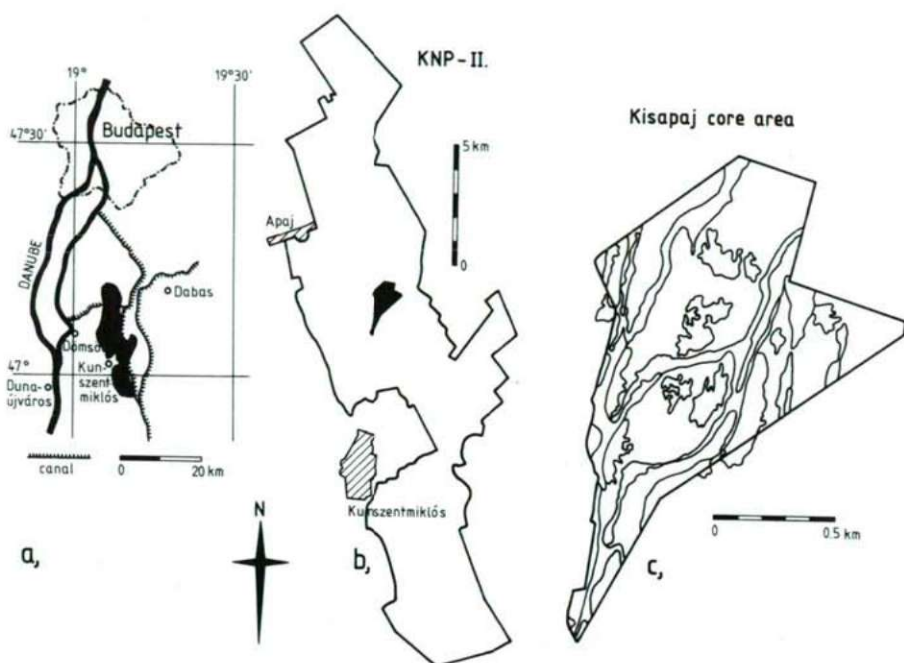 19°
19°30'
47°30'
Budapest
DANUBE
Dabas
Dömsöd
47°
Kun-
szent-
miklós
Duna-
újváros
canal
0 20 km
a,
N
KNP-II.
5 km
0
Apaj
Kunszentmiklós
b,
Kisapaj core area
0 0.5 km
c,